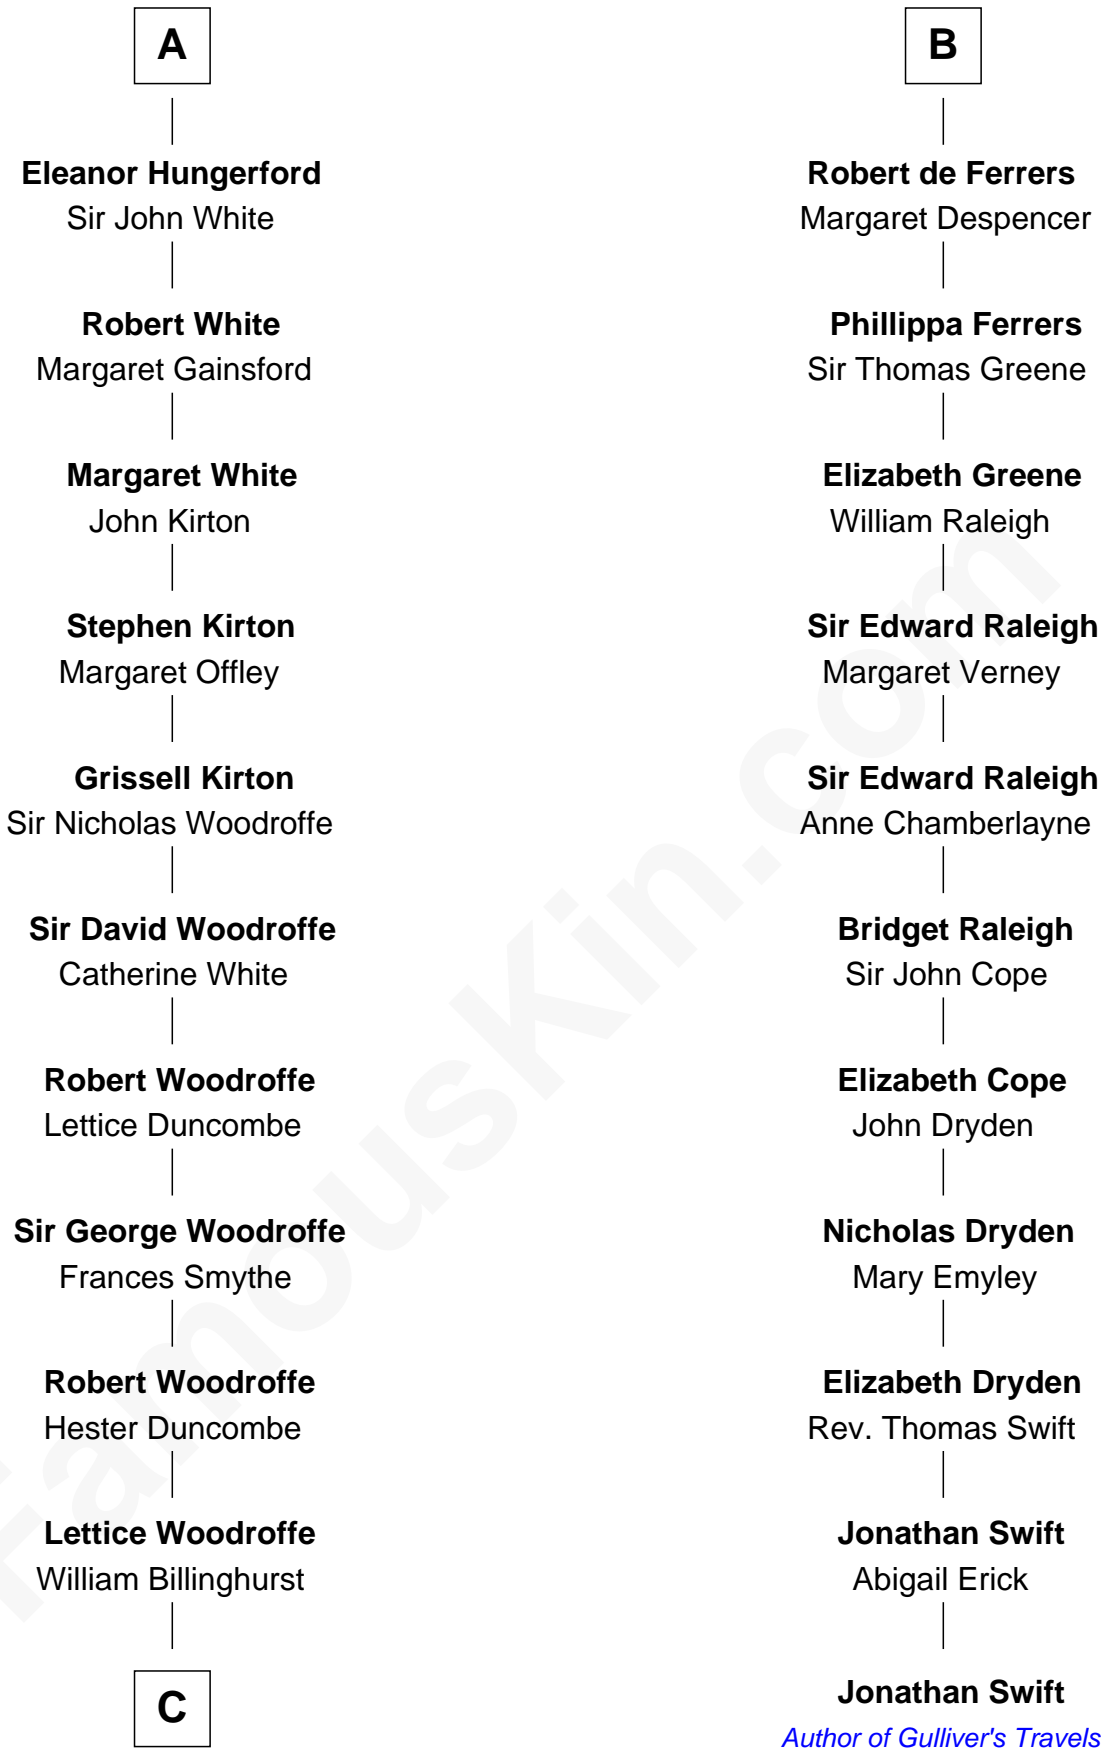 A
Eleanor Hungerford
Sir John White
Robert White
Margaret Gainsford
Margaret White
John Kirton
Stephen Kirton
Margaret Offley
Grissell Kirton
Sir Nicholas Woodroffe
Sir David Woodroffe
Catherine White
Robert Woodroffe
Lettice Duncombe
Sir George Woodroffe
Frances Smythe
Robert Woodroffe
Hester Duncombe
Lettice Woodroffe
William Billinghurst
C
B
Robert de Ferrers
Margaret Despencer
Phillippa Ferrers
Sir Thomas Greene
Elizabeth Greene
William Raleigh
Sir Edward Raleigh
Margaret Verney
Sir Edward Raleigh
Anne Chamberlayne
Bridget Raleigh
Sir John Cope
Elizabeth Cope
John Dryden
Nicholas Dryden
Mary Emyley
Elizabeth Dryden
Rev. Thomas Swift
Jonathan Swift
Abigail Erick
Jonathan Swift
Author of Gulliver's Travels
FamousKin.com